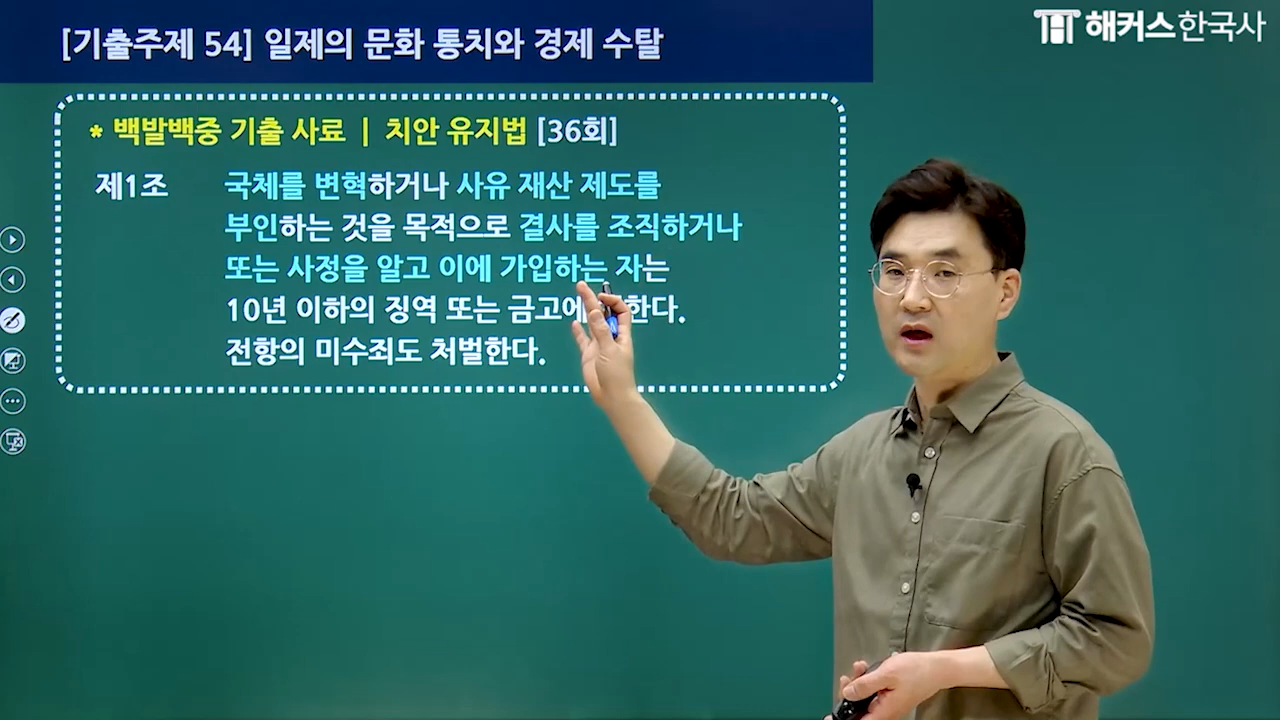 [기출주제 54] 일제의 문화 통치와 경제 수탈
해커스한국사
* 백발백중 기출 사료 | 치안 유지법 [36회]
제1조 국체를 변혁하거나 사유 재산 제도를
부인하는 것을 목적으로 결사를 조직하거나
또는 사정을 알고 이에 가입하는 자는
10년 이하의 징역 또는 금고에 한다.
전항의 미수죄도 처벌한다.